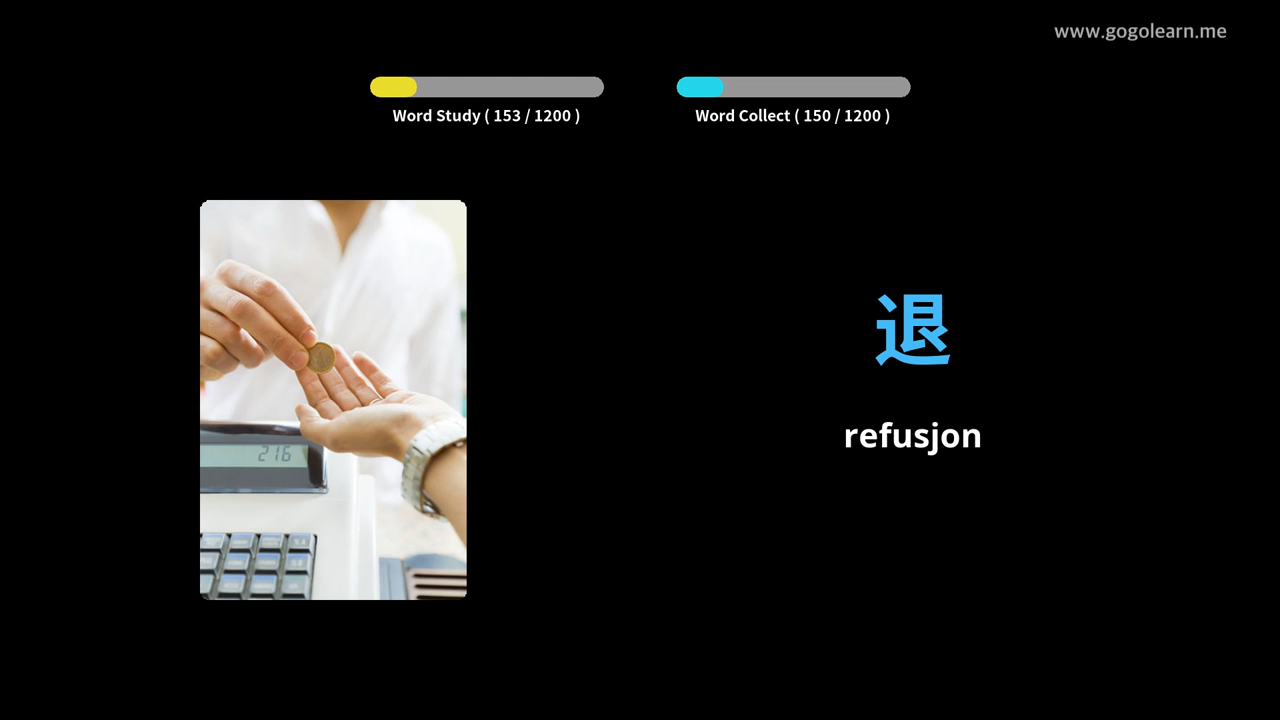 www.gogolearn.me
Word Study ( 153 / 1200 )
Word Collect ( 150 / 1200 )
216
退
refusjon